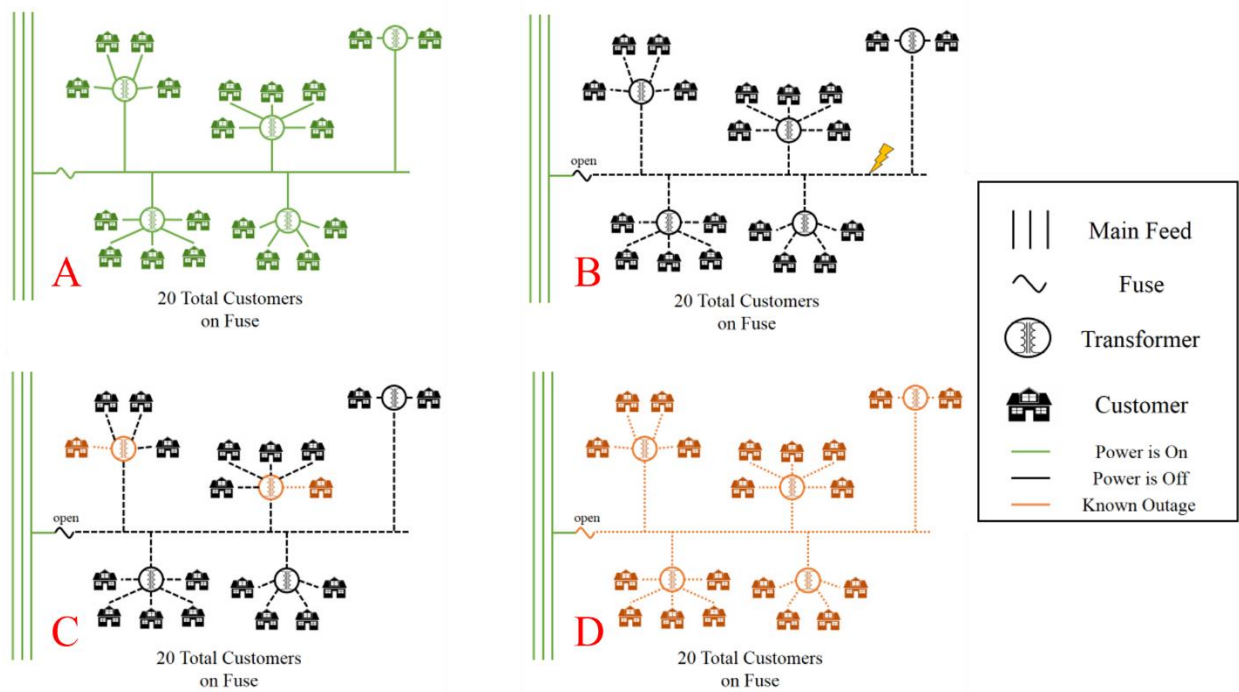 A
20 Total Customers
on Fuse
open
B
20 Total Customers
on Fuse
open
C
20 Total Customers
on Fuse
open
D
20 Total Customers
on Fuse
Main Feed
Fuse
Transformer
Customer
Power is On
Power is Off
Known Outage